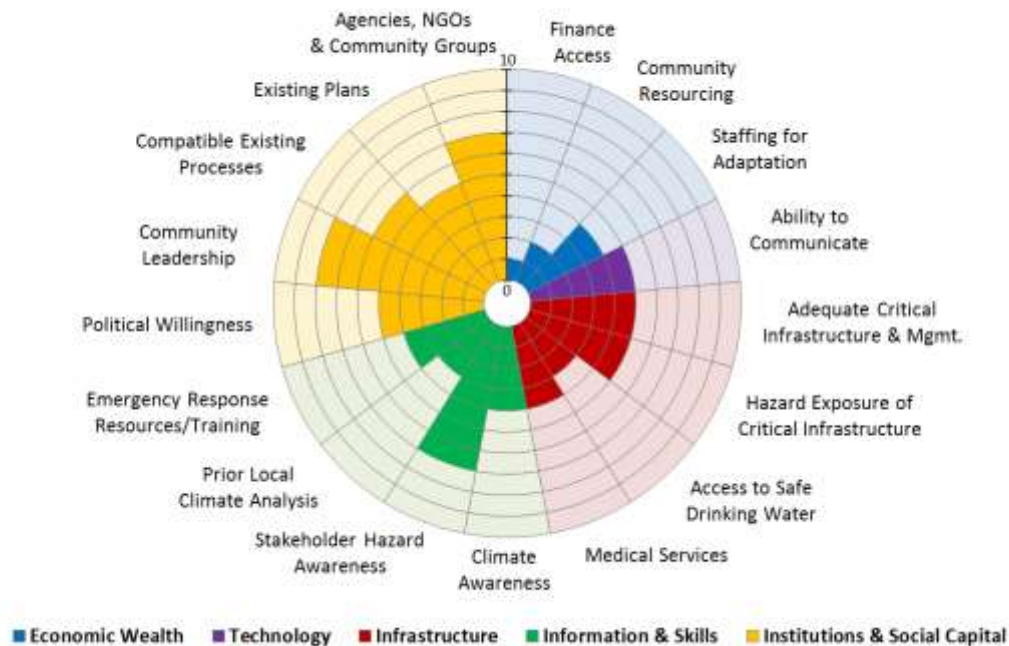 Agencies, NGOs
& Community Groups
Finance
Access
Community
Resourcing
Staffing for
Adaptation
Ability to
Communicate
Adequate Critical
Infrastructure & Mgmt.
Hazard Exposure of
Critical Infrastructure
Access to Safe
Drinking Water
Medical Services
Climate
Awareness
Stakeholder Hazard
Awareness
Prior Local
Climate Analysis
Emergency Response
Resources/Training
Political Willingness
Community
Leadership
Compatible Existing
Processes
Existing Plans
10
0
Economic Wealth
Technology
Infrastructure
Information & Skills
Institutions & Social Capital